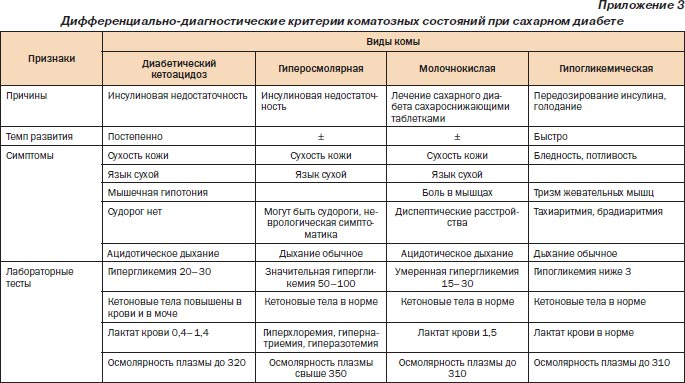 Приложение 3
Дифференциально-диагностические критерии коматозных состояний при сахарном диабете
Признаки
Виды комы
Диабетический
кетоацидоз
Гиперосмолярная
Молочнокислая
Гипогликемическая
Причины
Инсулиновая недостаточность
Инсулиновая недостаточ-
ность
Лечение сахарного диа-
бета сахароснижающими
таблетками
Передозирование инсулина,
голодание
Темп развития
Постепенно
±
±
Быстро
Симптомы
Сухость кожи
Сухость кожи
Сухость кожи
Бледность, потливость
Язык сухой
Язык сухой
Язык сухой
Мышечная гипотония
Боль в мышцах
Тризм жевательных мышц
Судорог нет
Могут быть судороги, не-
врологическая симпто-
матика
Диспептические расстрой-
ства
Тахиаритмия, брадиаритмия
Ацидотическое дыхание
Дыхание обычное
Ацидотическое дыхание
Дыхание обычное
Лабораторные
тесты
Гипергликемия 20–30
Значительная гипергли-
кемия 50–100
Умеренная гипергликемия
15–30
Гипогликемия ниже 3
Кетоновые тела повышены в
крови и в моче
Кетоновые тела в норме
Кетоновые тела в норме
Кетоновые тела в норме
Лактат крови 0,4–1,4
Гиперхлоремия, гиперна-
триемия, гиперазотемия
Лактат крови 1,5
Лактат крови в норме
Осмолярность плазмы до 320
Осмолярность плазмы
свыше 350
Осмолярность плазмы до
310
Осмолярность плазмы до 310